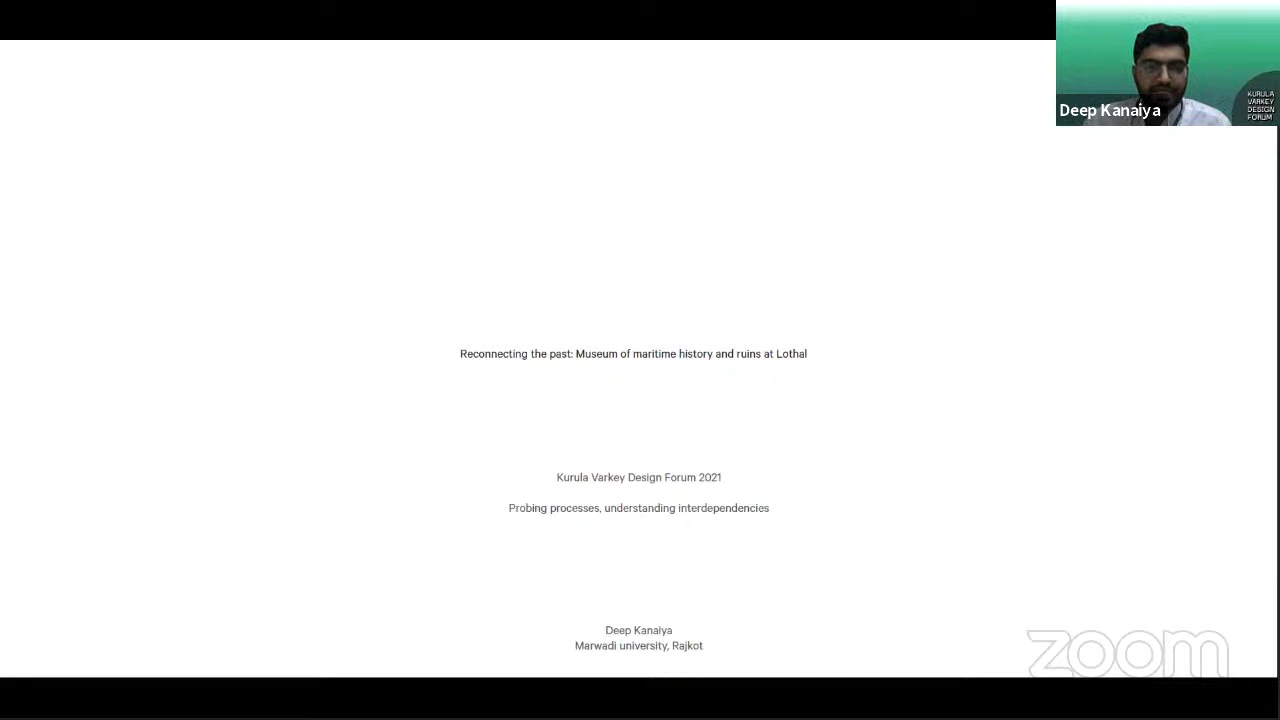 Deep Kanaiya
KURULA
VARKEY
DESIGN
FORUM
Reconnecting the past: Museum of maritime history and ruins at Lothal
Kurula Varkey Design Forum 2021
Probing processes, understanding interdependencies
Deep Kanaiya
Marwadi university, Rajkot
zoom